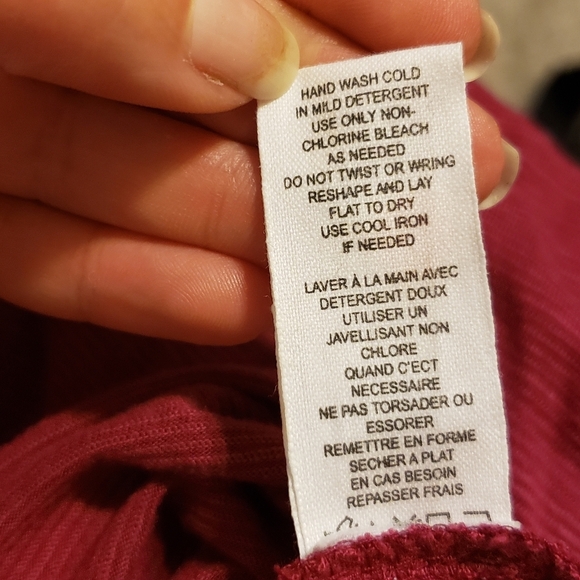 HAND WASH COLD
IN MILD DETERGENT
USE ONLY NON-
CHLORINE BLEACH
AS NEEDED
DO NOT TWIST OR WRING
RESHAPE AND LAY
FLAT TO DRY
USE COOL IRON
IF NEEDED
LAVER À LA MAIN AVEC
DETERGENT DOUX
UTILISER UN
JAVELLISANT NON
CHLORE
QUAND C'ECT
NECESSAIRE
NE PAS TORSADER OU
ESSORER
REMETTRE EN FORME
SECHER A PLAT
EN CAS BESOIN
REPASSER FRAIS